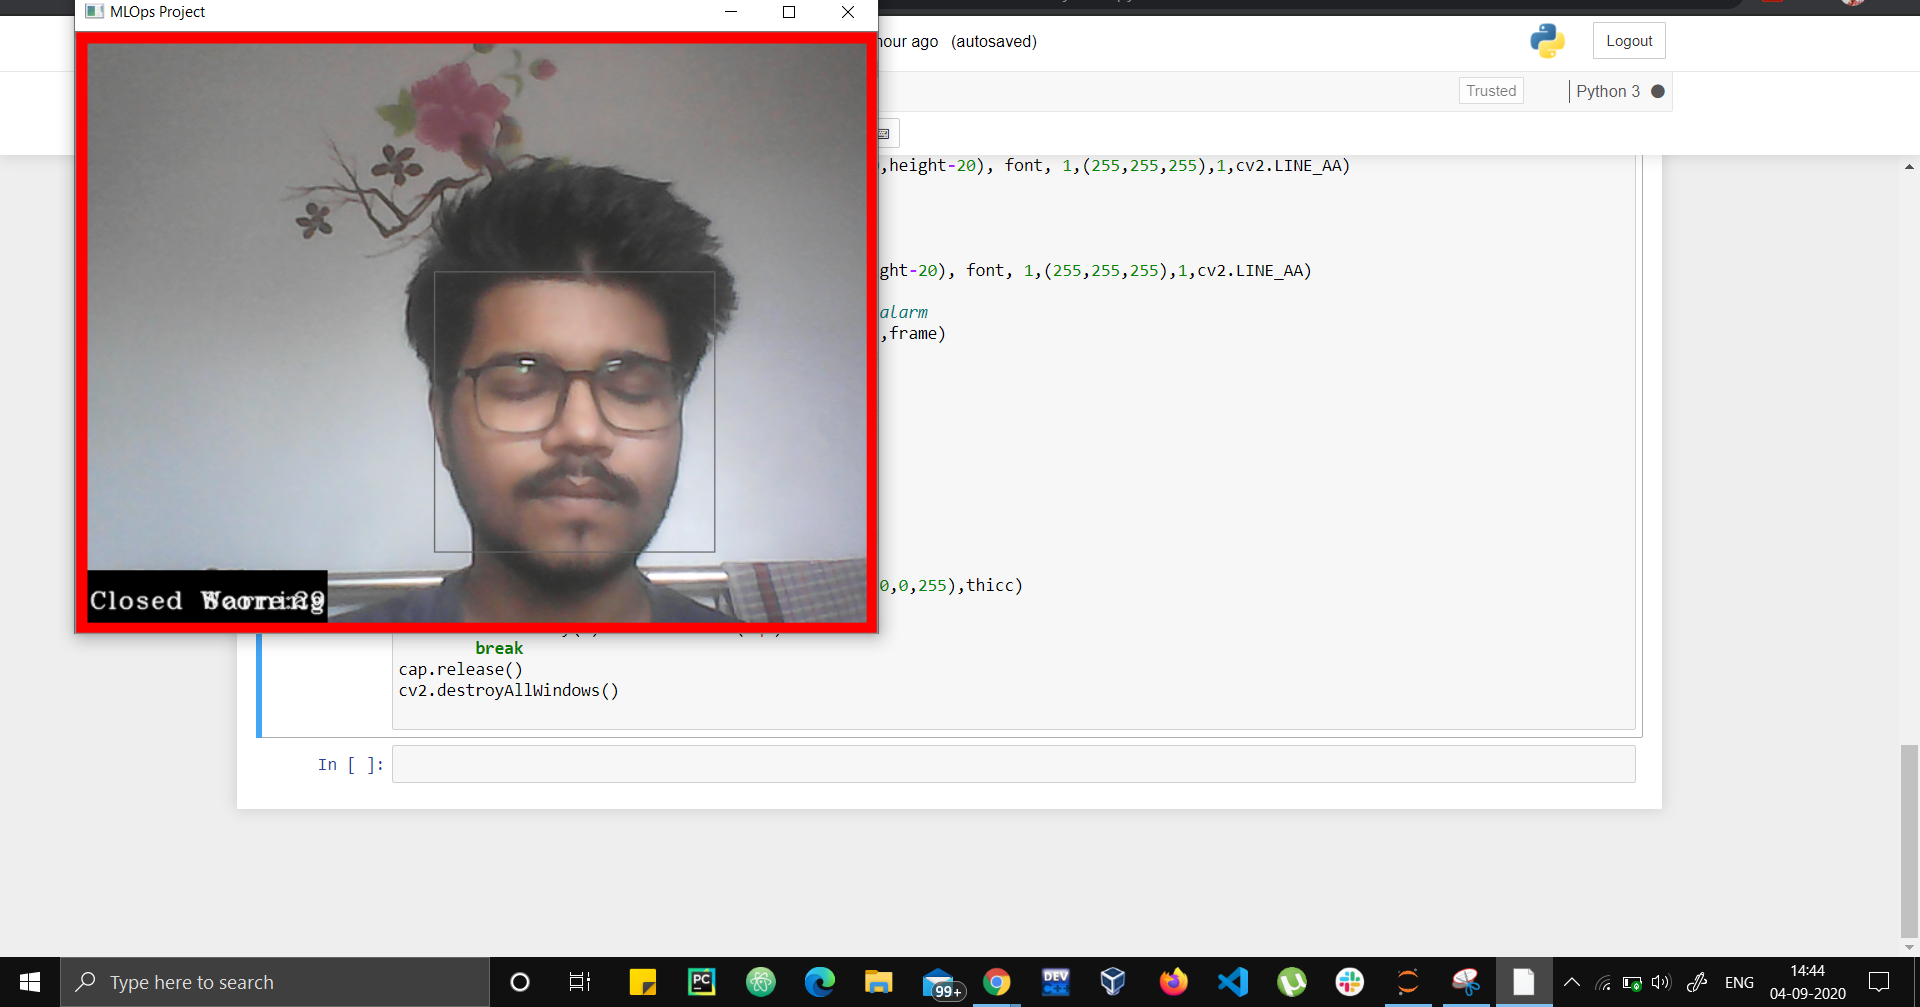 MLOps Project
hour ago (autosaved)
Logout
Trusted
Python 3
,height-20), font, 1,(255,255,255),1,cv2.LINE_AA)
ght-20), font, 1,(255,255,255),1,cv2.LINE_AA)
alarm
,frame)
0,0,255),thicc)
Closed
break
cap.release()
cv2.destroyAllWindows()
In [ ]:
Type here to search
PC
99+
DEV
C++
ENG
14:44
04-09-2020